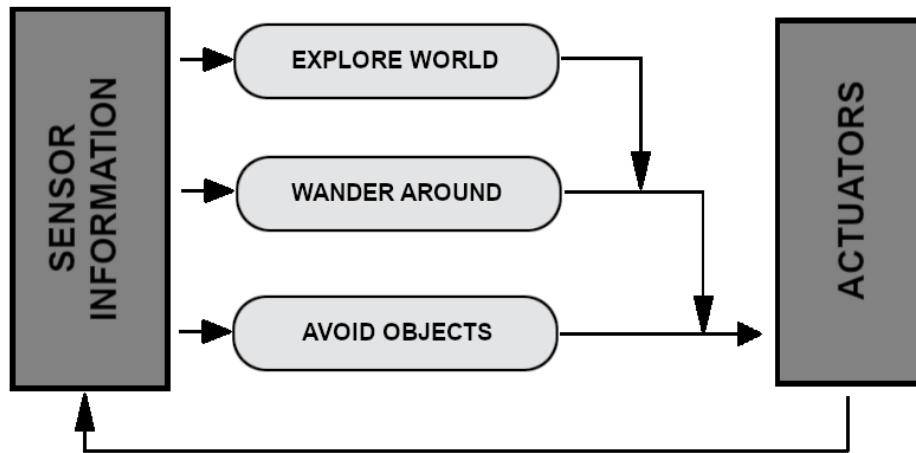 SENSOR
INFORMATION
EXPLORE WORLD
WANDER AROUND
AVOID OBJECTS
ACTUATORS